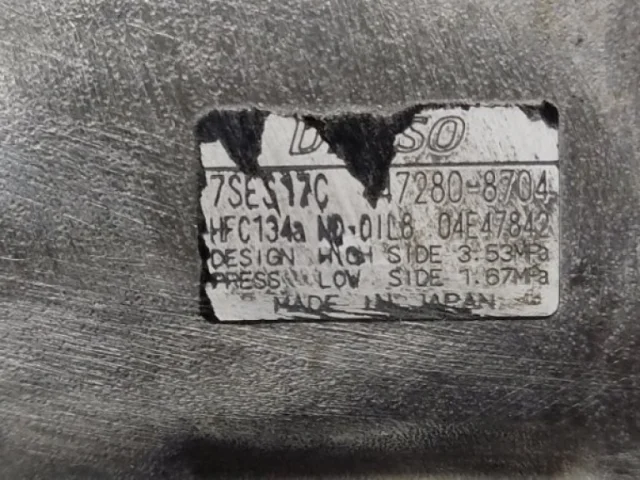 DENSO
7SES17C 47280-8704
HFC134a ND-OIL8 04E47842
DESIGN HIGH SIDE 3.53MPa
PRESS. LOW SIDE 1.67MPa
MADE IN JAPAN